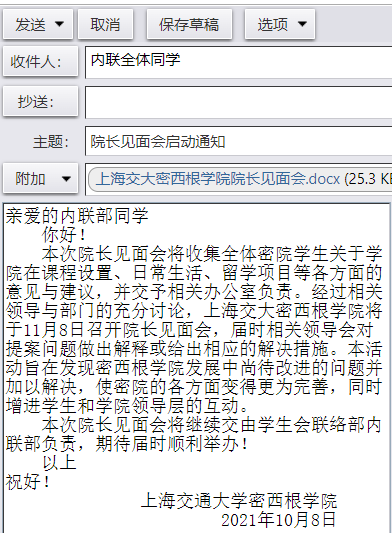 发送 取消 保存草稿 选项
收件人： 内联全体同学
抄送：
主题： 院长见面会启动通知
附加 上海交大密西根学院院长见面会.docx (25.3 KB
亲爱的内联部同学
你好！
本次院长见面会将收集全体密院学生关于学
院在课程设置、日常生活、留学项目等各方面的
意见与建议，并交予相关办公室负责。经过相关
领导与部门的充分讨论，上海交大密西根学院将
于11月8日召开院长见面会，届时相关领导会对
提案问题做出解释或给出相应的解决措施。本活
动旨在发现密西根学院发展中尚待改进的问题并
加以解决，使密院的各方面变得更为完善，同时
增进学生和学院领导层的互动。
本次院长见面会将继续交由学生会联络部内
联部负责，期待届时顺利举办！
以上
祝好！
上海交通大学密西根学院
2021年10月8日